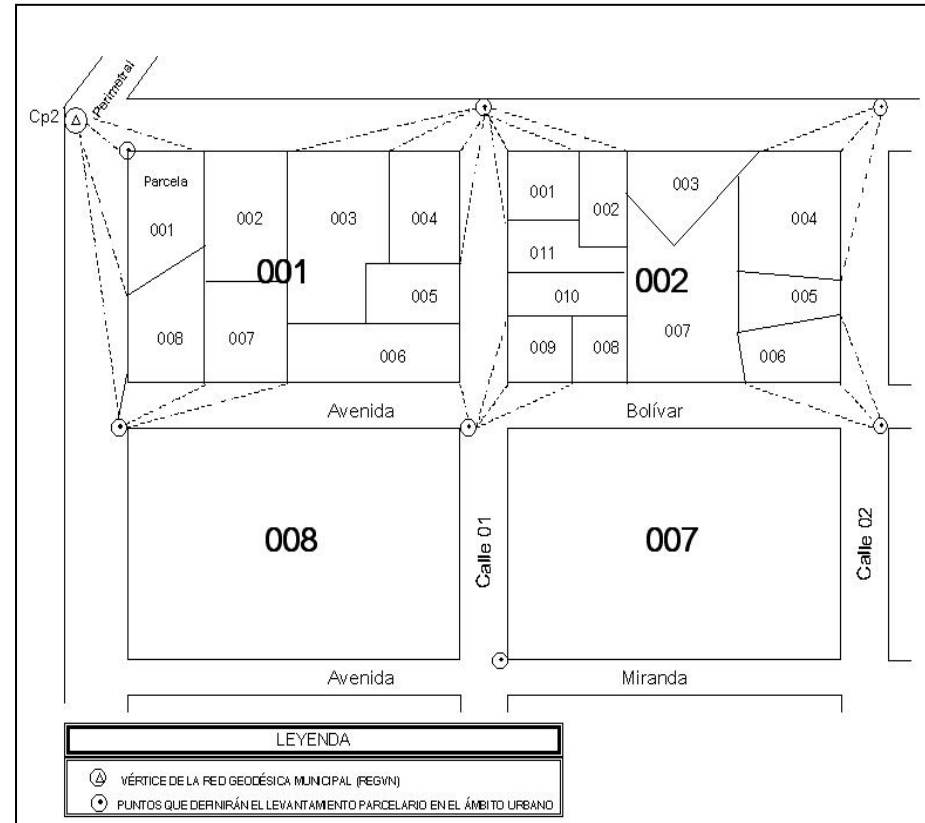 Perimetral
Cp2
Parcela
001
002
003
004
001
005
008
007
006
001
002
003
004
011
002
010
005
007
009
008
006
Avenida
Bolívar
008
Calle 01
007
Calle 02
Avenida
Miranda
LEYENDA
VÉRTICE DE LA RED GEODÉSICA MUNICIPAL (REGVN)
PUNTOS QUE DEFINIRÁN EL LEVANTAMIENTO PARCELARIO EN EL ÁMBITO URBANO